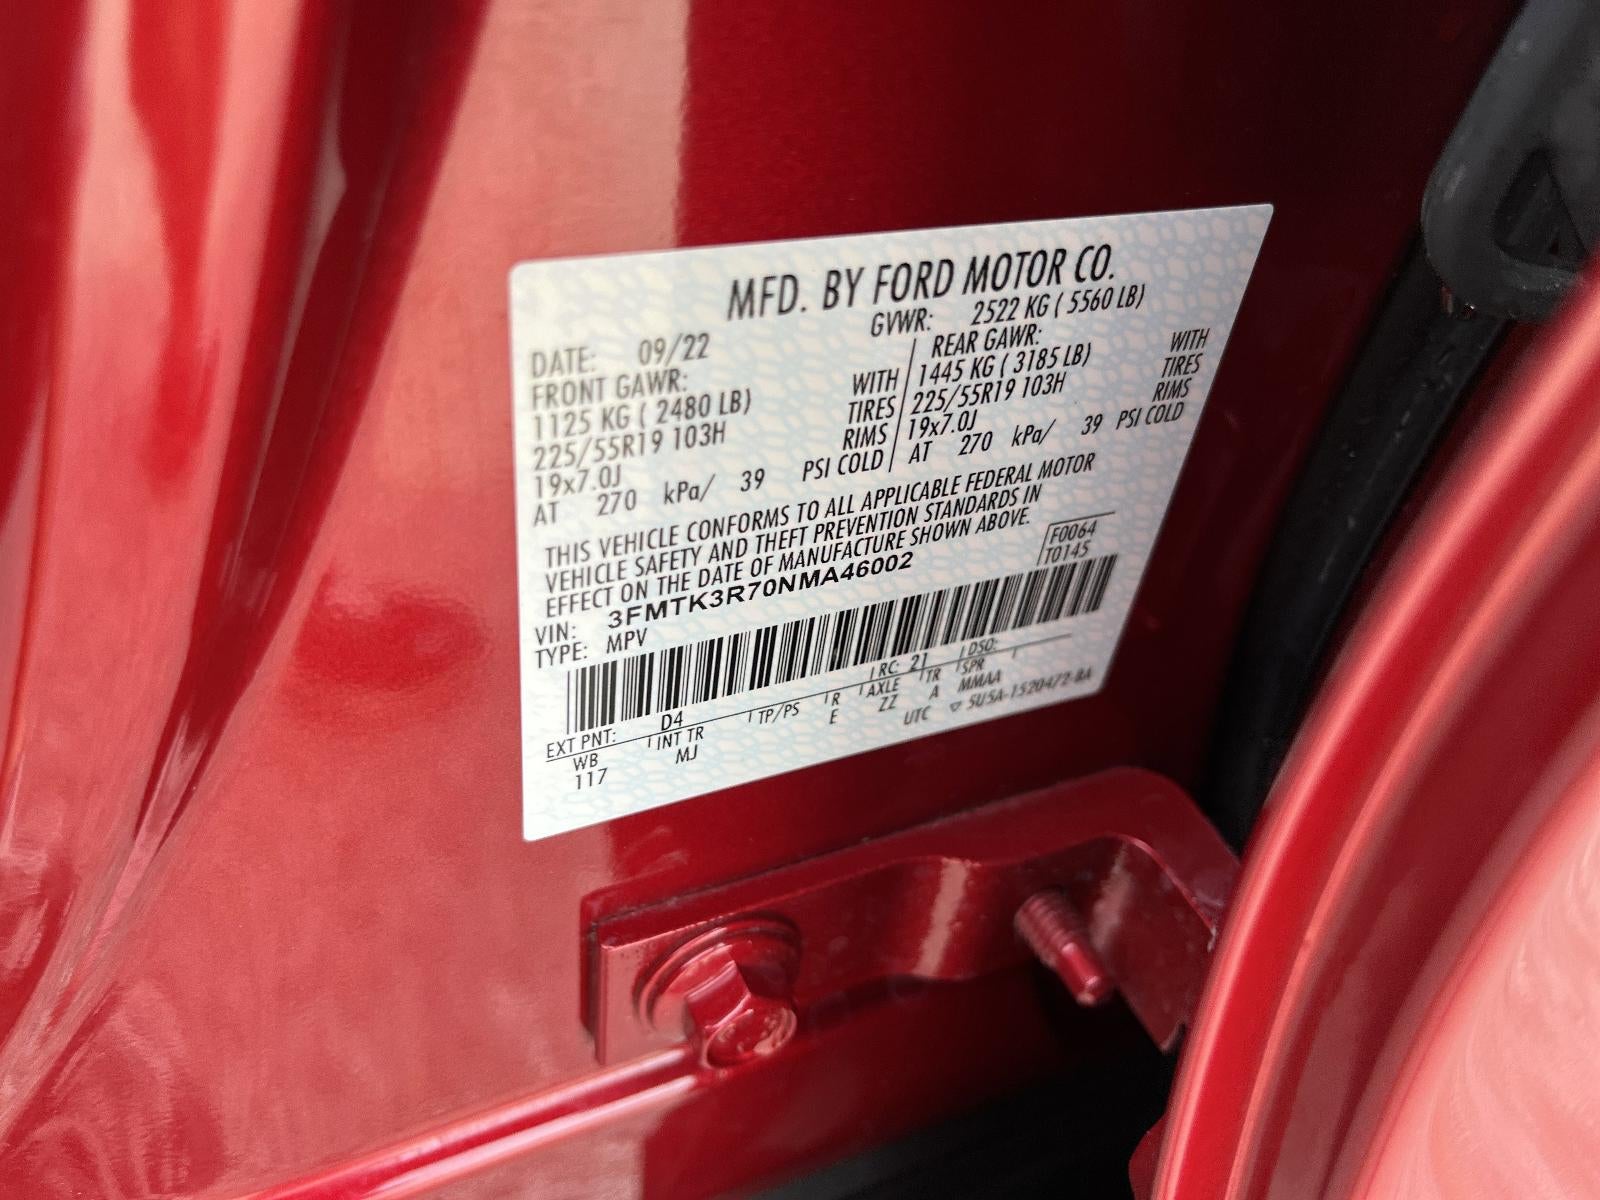 MFD. BY FORD MOTOR CO.
DATE: 09/22 GVWR: 2522 KG ( 5560 LB)
FRONT GAWR: REAR GAWR:
1125 KG ( 2480 LB) WITH 1445 KG ( 3185 LB) WITH
225/55R19 103H TIRES 225/55R19 103H TIRES
19x7.0J RIMS 19x7.0J RIMS
AT 270 kPa/ 39 PSI COLD AT 270 kPa/ 39 PSI COLD
THIS VEHICLE CONFORMS TO ALL APPLICABLE FEDERAL MOTOR
VEHICLE SAFETY AND THEFT PREVENTION STANDARDS IN
EFFECT ON THE DATE OF MANUFACTURE SHOWN ABOVE.
VIN: 3FMTK3R70NMA46002 F0064
TYPE: MPV T0145
EXT PNT: D4 RC: 21 DSO:
WB INT TR TP/PS R AXLE TR SPR
117 MJ E ZZ A MMAA
UTC ▽ 5U5A-1520472-BA